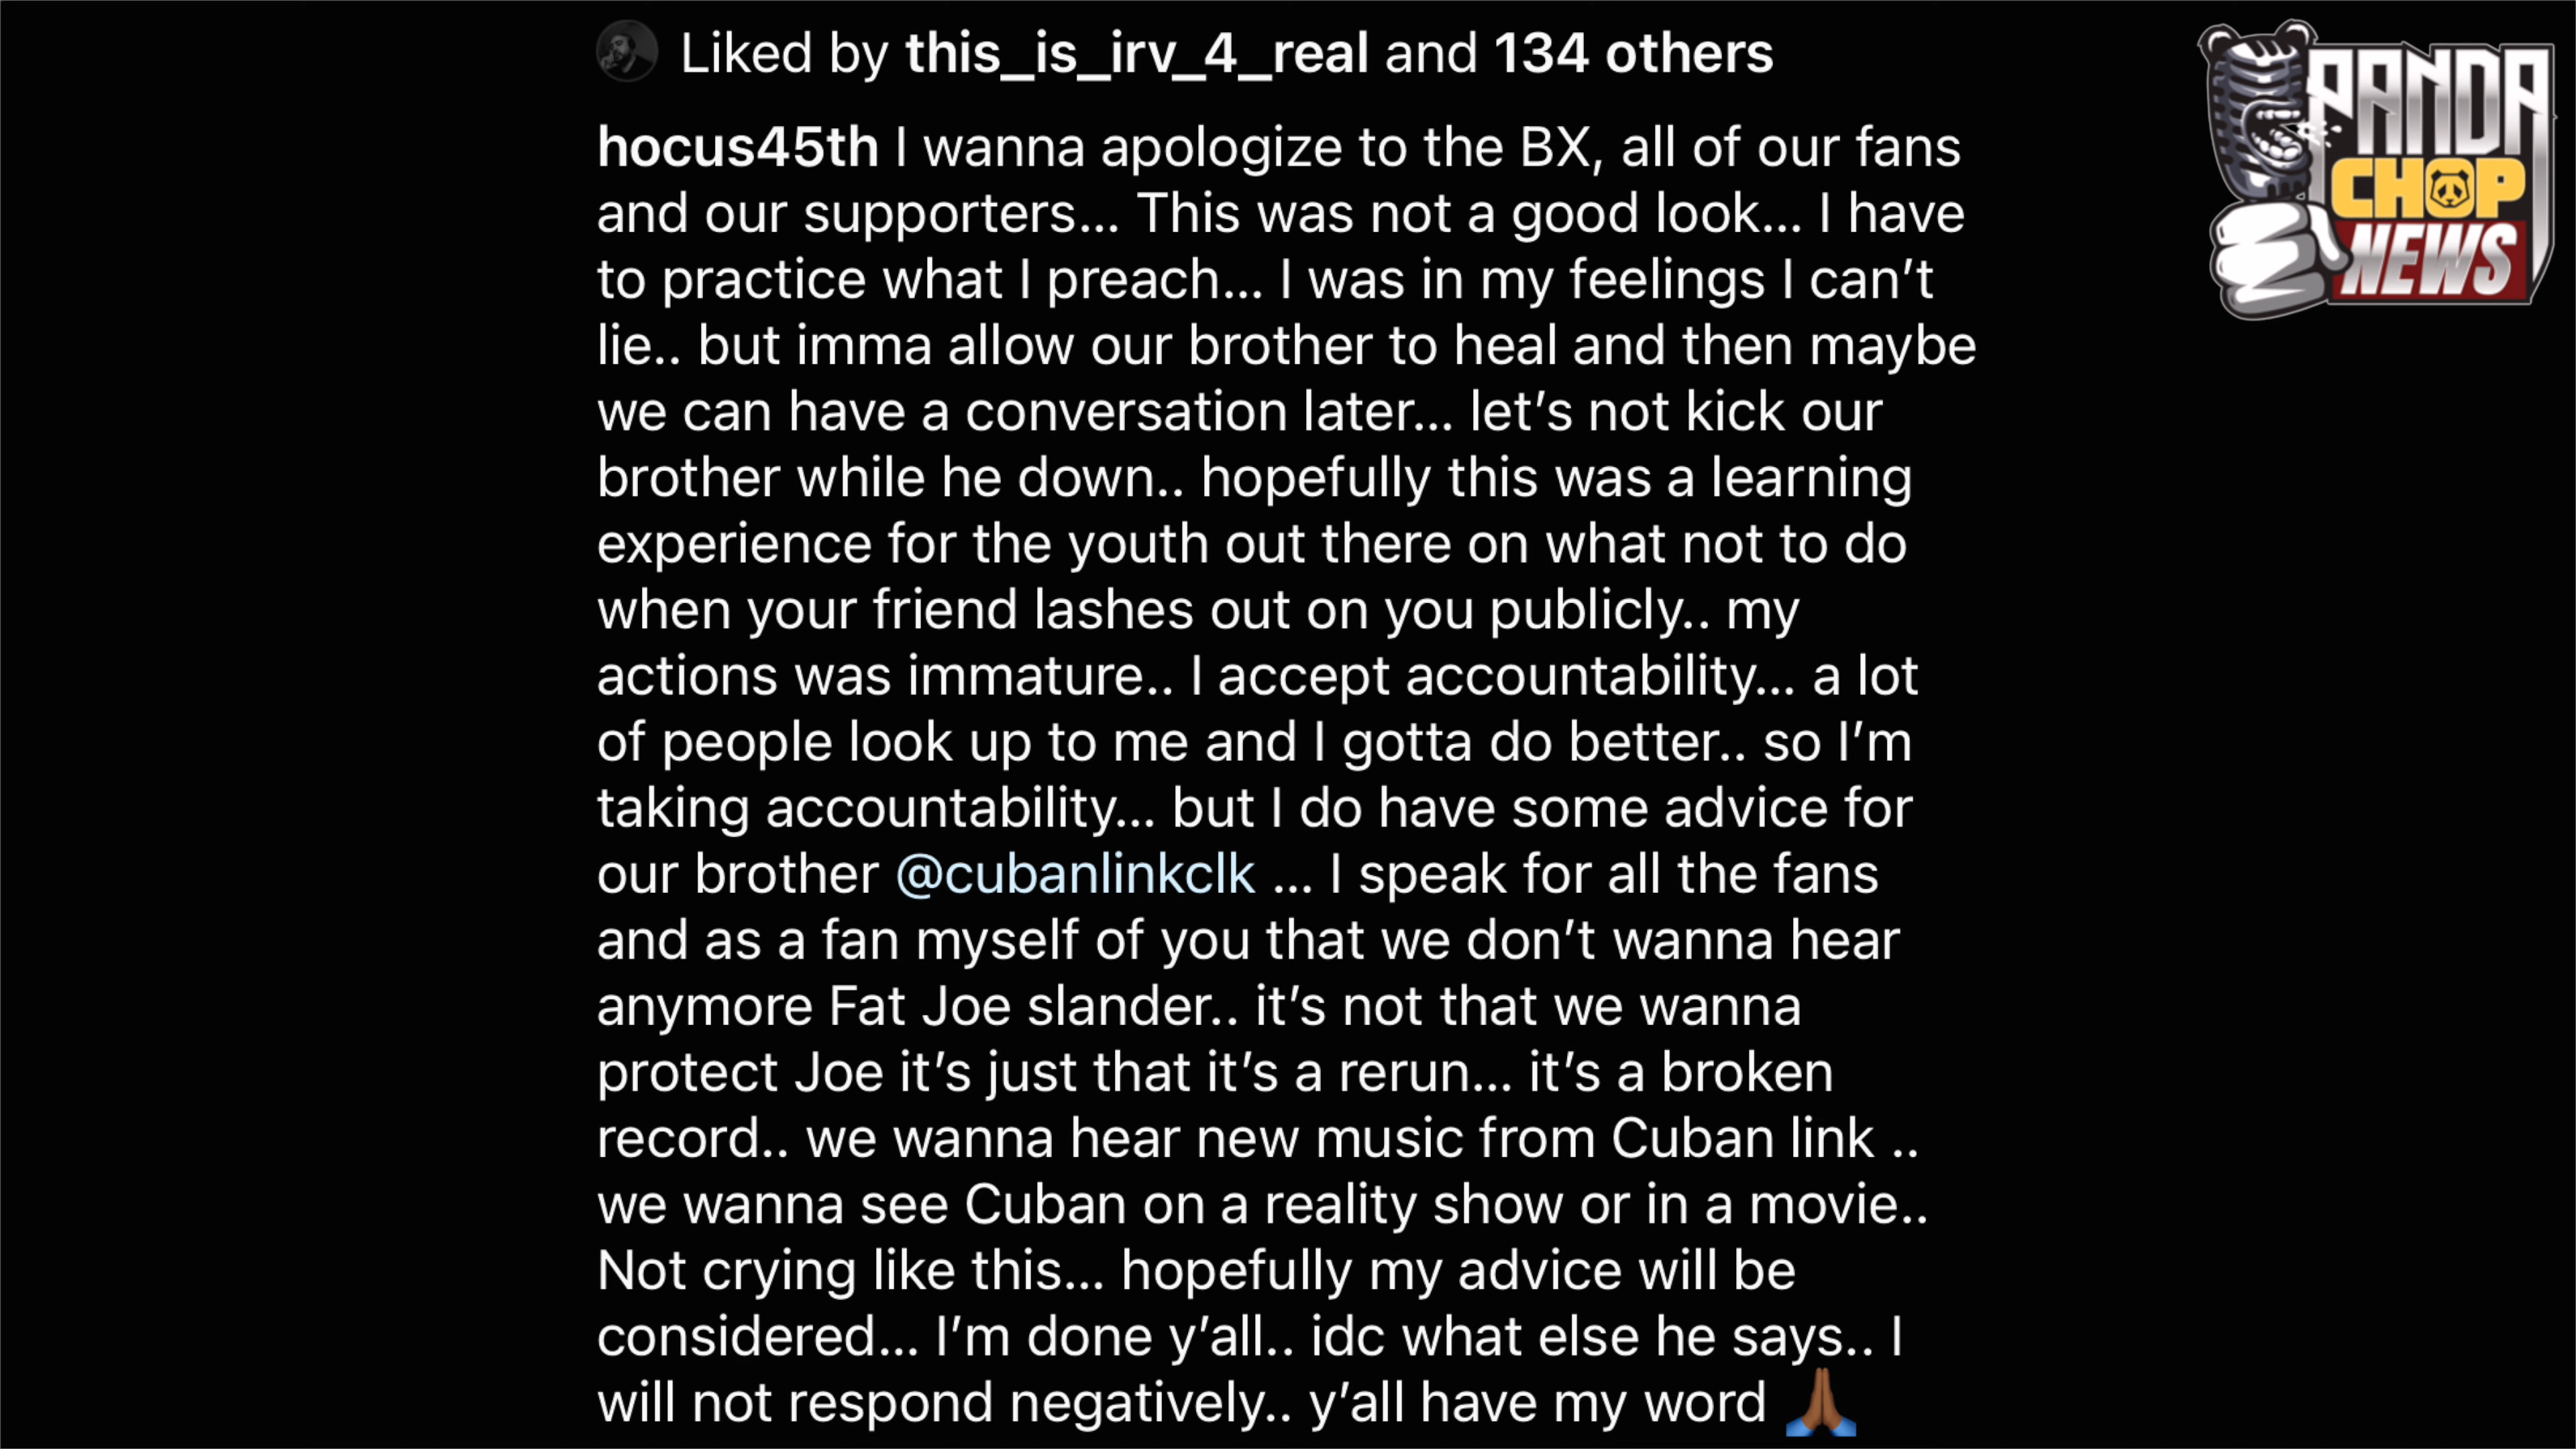 Liked by this_is_irv_4_real and 134 others
hocus45th I wanna apologize to the BX, all of our fans
and our supporters... This was not a good look... I have
to practice what I preach... I was in my feelings I can’t
lie.. but imma allow our brother to heal and then maybe
we can have a conversation later... let’s not kick our
brother while he down.. hopefully this was a learning
experience for the youth out there on what not to do
when your friend lashes out on you publicly.. my
actions was immature.. I accept accountability... a lot
of people look up to me and I gotta do better.. so I’m
taking accountability... but I do have some advice for
our brother @cubanlinkclk ... I speak for all the fans
and as a fan myself of you that we don’t wanna hear
anymore Fat Joe slander.. it’s not that we wanna
protect Joe it’s just that it’s a rerun... it’s a broken
record.. we wanna hear new music from Cuban link ..
we wanna see Cuban on a reality show or in a movie..
Not crying like this... hopefully my advice will be
considered... I’m done y’all.. idc what else he says.. I
will not respond negatively.. y’all have my word 🙏🏾
PANDA
CHOP
NEWS